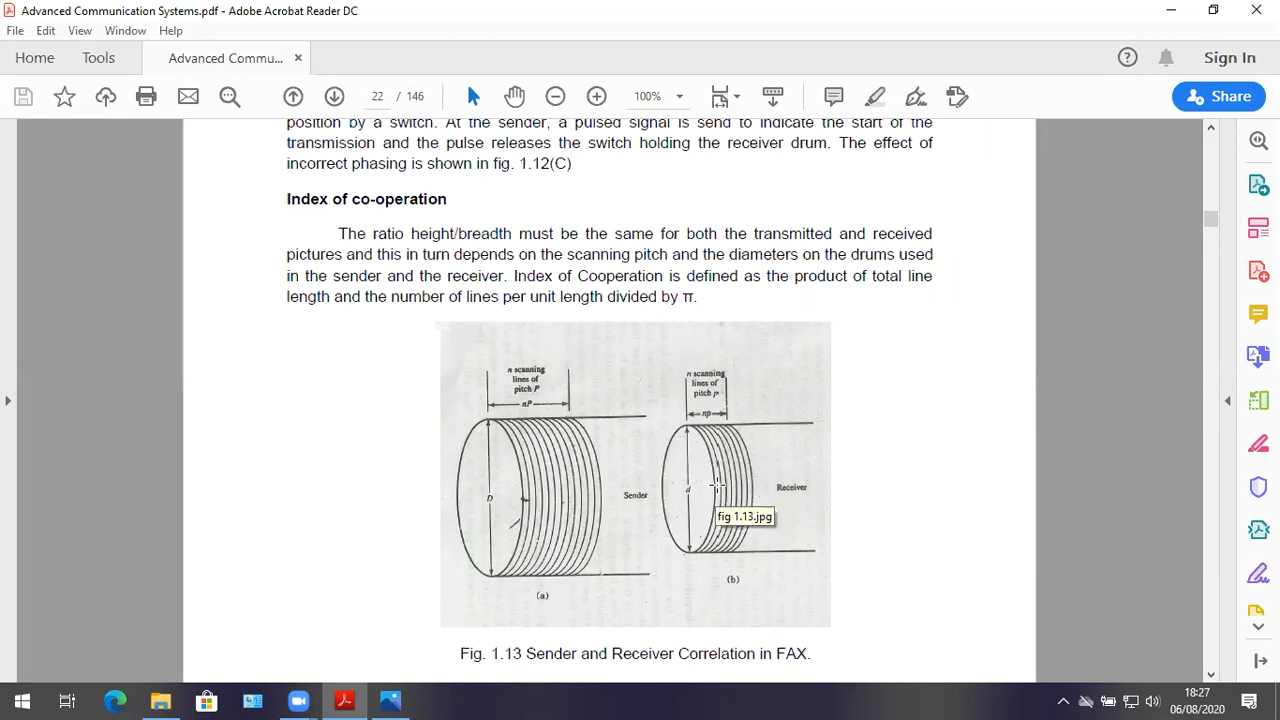 Advanced Communication Systems.pdf - Adobe Acrobat Reader DC
File Edit View Window Help
Home Tools Advanced Commu... ×
Sign In
22 / 146 100% Share
position by a switch. At the sender, a pulsed signal is send to indicate the start of the
transmission and the pulse releases the switch holding the receiver drum. The effect of
incorrect phasing is shown in fig. 1.12(C)
Index of co-operation
The ratio height/breadth must be the same for both the transmitted and received
pictures and this in turn depends on the scanning pitch and the diameters on the drums used
in the sender and the receiver. Index of Cooperation is defined as the product of total line
length and the number of lines per unit length divided by π.
n scanning
lines of
pitch P
nP
D
Sender
(a)
n scanning
lines of
pitch p
np
d
Receiver
fig 1.13.jpg
(b)
Fig. 1.13 Sender and Receiver Correlation in FAX.
18:27
06/08/2020